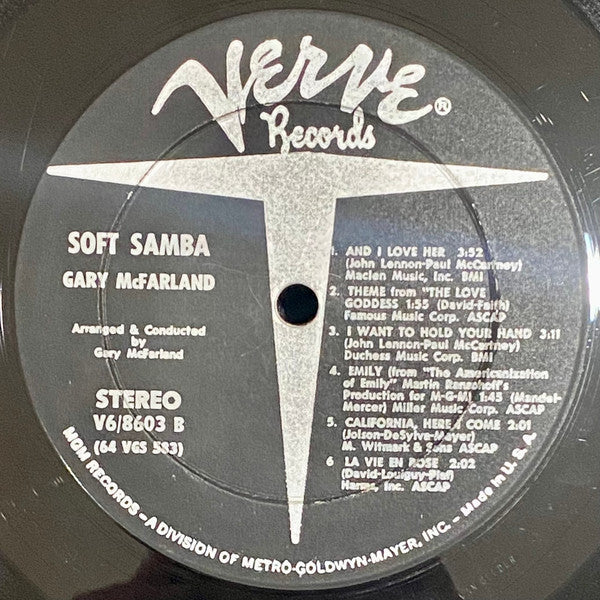 VERVE®
Records
SOFT SAMBA
GARY McFARLAND
Arranged & Conducted
by
Gary McFarland
STEREO
V6/8603 B
(64 VGS 583)
1. AND I LOVE HER 3:52
(John Lennon-Paul McCartney)
Maclen Music, Inc. BMI
2. THEME (from "THE LOVE
GODDESS 1:55 (David-Faith)
Famous Music Corp. ASCAP
3. I WANT TO HOLD YOUR HAND 3:11
(John Lennon-Paul McCartney)
Duchess Music Corp. BMI
4. EMILY (from "The Americanization
of Emily" Martin Ransohoff's
Production for M-G-M) 1:45 (Mandel-
Mercer) Miller Music Corp. ASCAP
5. CALIFORNIA, HERE I COME 2:01
(Jolson-DeSylva-Mayer)
M. Witmark & Sons ASCAP
6 LA VIE EN ROSE 2:02
(David-Louiguy-Piaf)
Harms, Inc. ASCAP
MGM RECORDS – A DIVISION OF METRO-GOLDWYN-MAYER, INC. – Made in U.S.A.